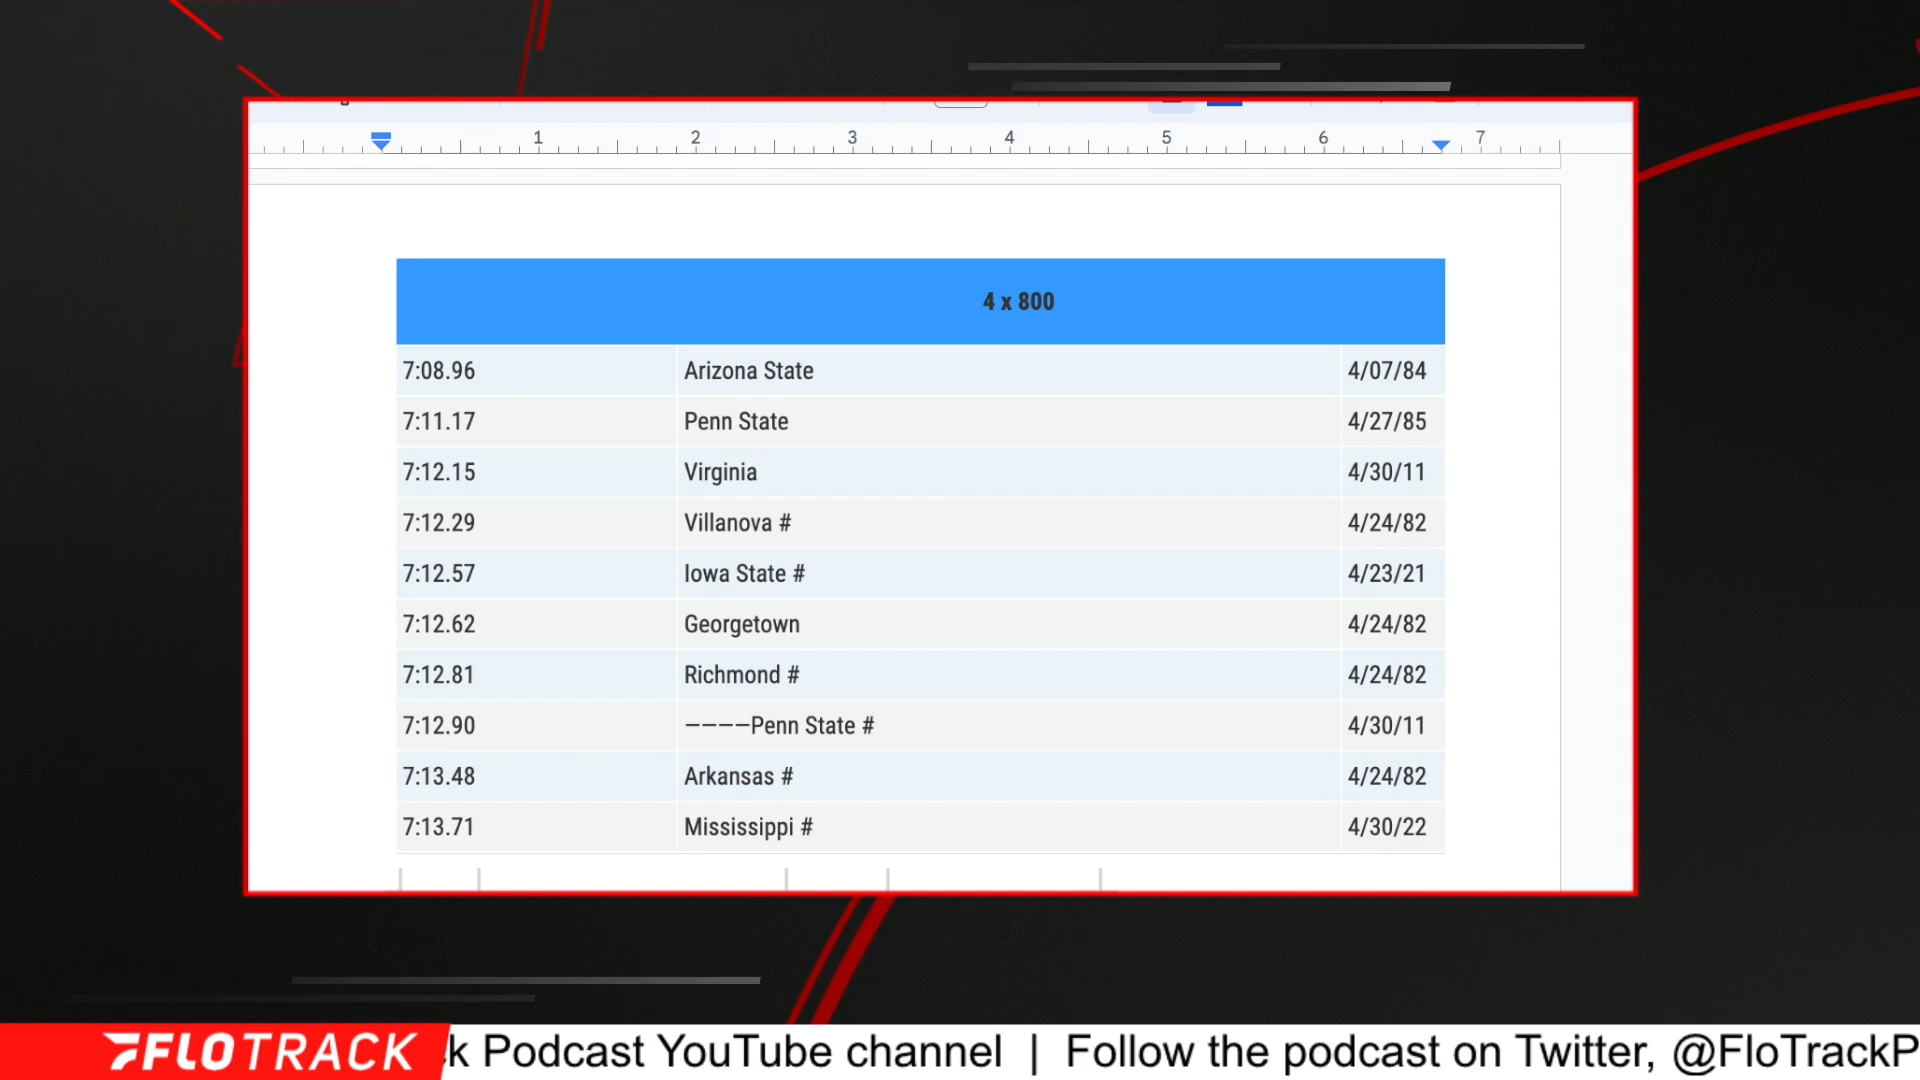 1 2 3 4 5 6 7
4 x 800
7:08.96 Arizona State 4/07/84
7:11.17 Penn State 4/27/85
7:12.15 Virginia 4/30/11
7:12.29 Villanova # 4/24/82
7:12.57 Iowa State # 4/23/21
7:12.62 Georgetown 4/24/82
7:12.81 Richmond # 4/24/82
7:12.90 ————Penn State # 4/30/11
7:13.48 Arkansas # 4/24/82
7:13.71 Mississippi # 4/30/22
FLOTRACK k Podcast YouTube channel | Follow the podcast on Twitter, @FloTrackP